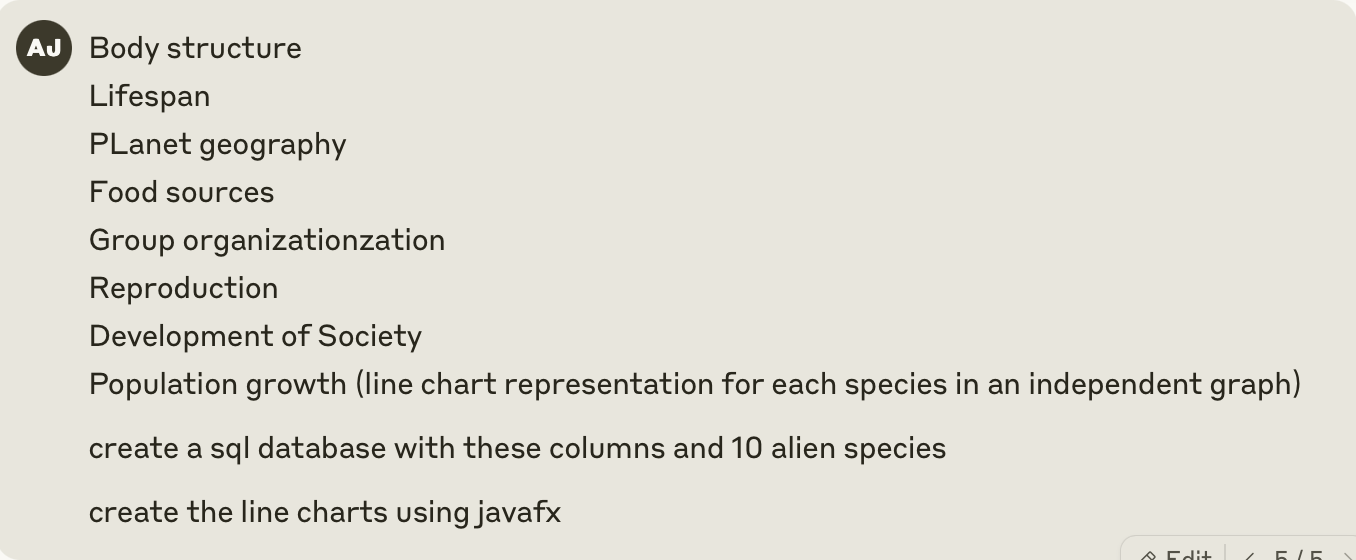 AJ
Body structure
Lifespan
PLanet geography
Food sources
Group organizationzation
Reproduction
Development of Society
Population growth (line chart representation for each species in an independent graph)
create a sql database with these columns and 10 alien species
create the line charts using javafx
Edit 5 / 5